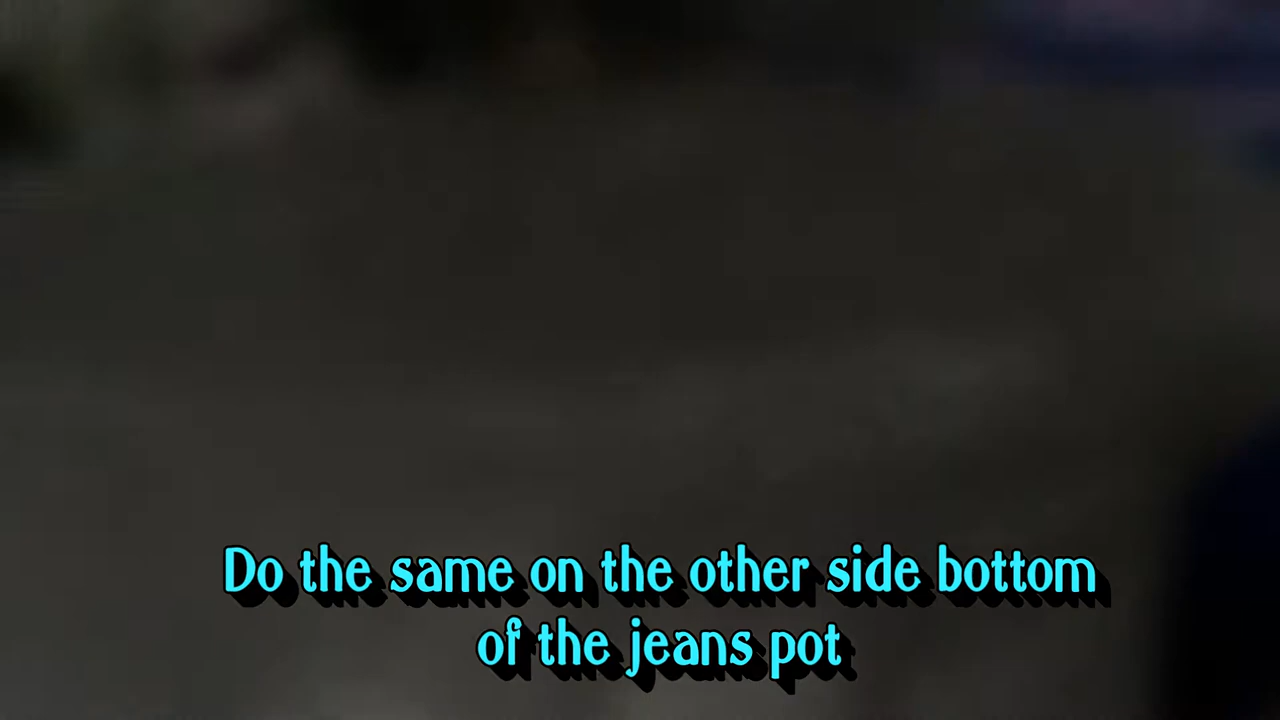 Do the same on the other side bottom
of the jeans pot